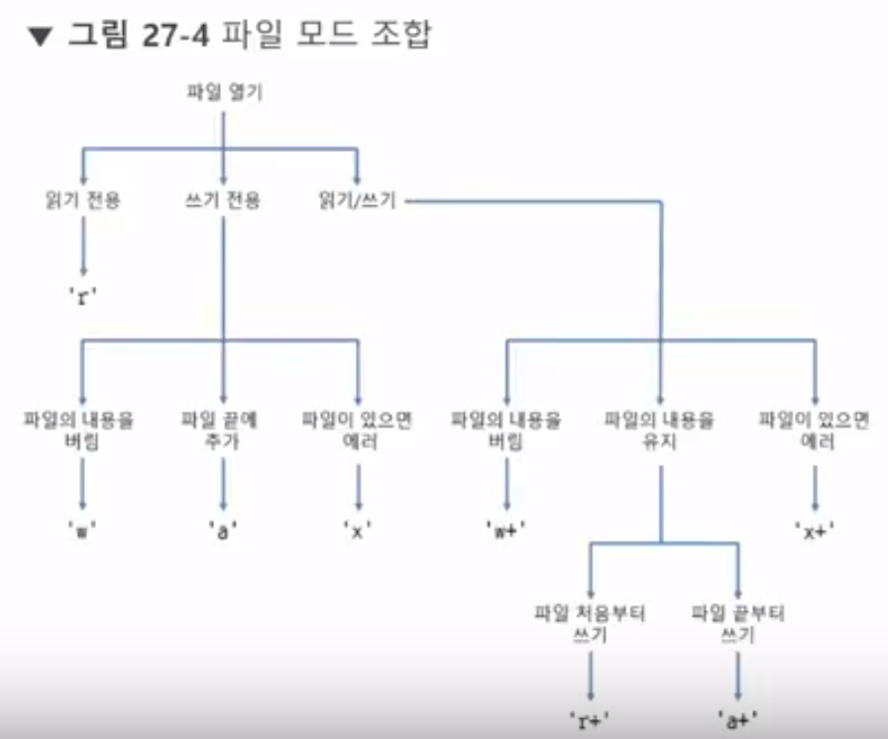 ▼ 그림 27-4 파일 모드 조합
파일 열기
읽기 전용
쓰기 전용
읽기/쓰기
'r'
파일의 내용을
버림
파일 끝에
추가
파일이 있으면
에러
파일의 내용을
버림
파일의 내용을
유지
파일이 있으면
에러
'w'
'a'
'x'
'w+'
'x+'
파일 처음부터
쓰기
파일 끝부터
쓰기
'r+'
'a+'